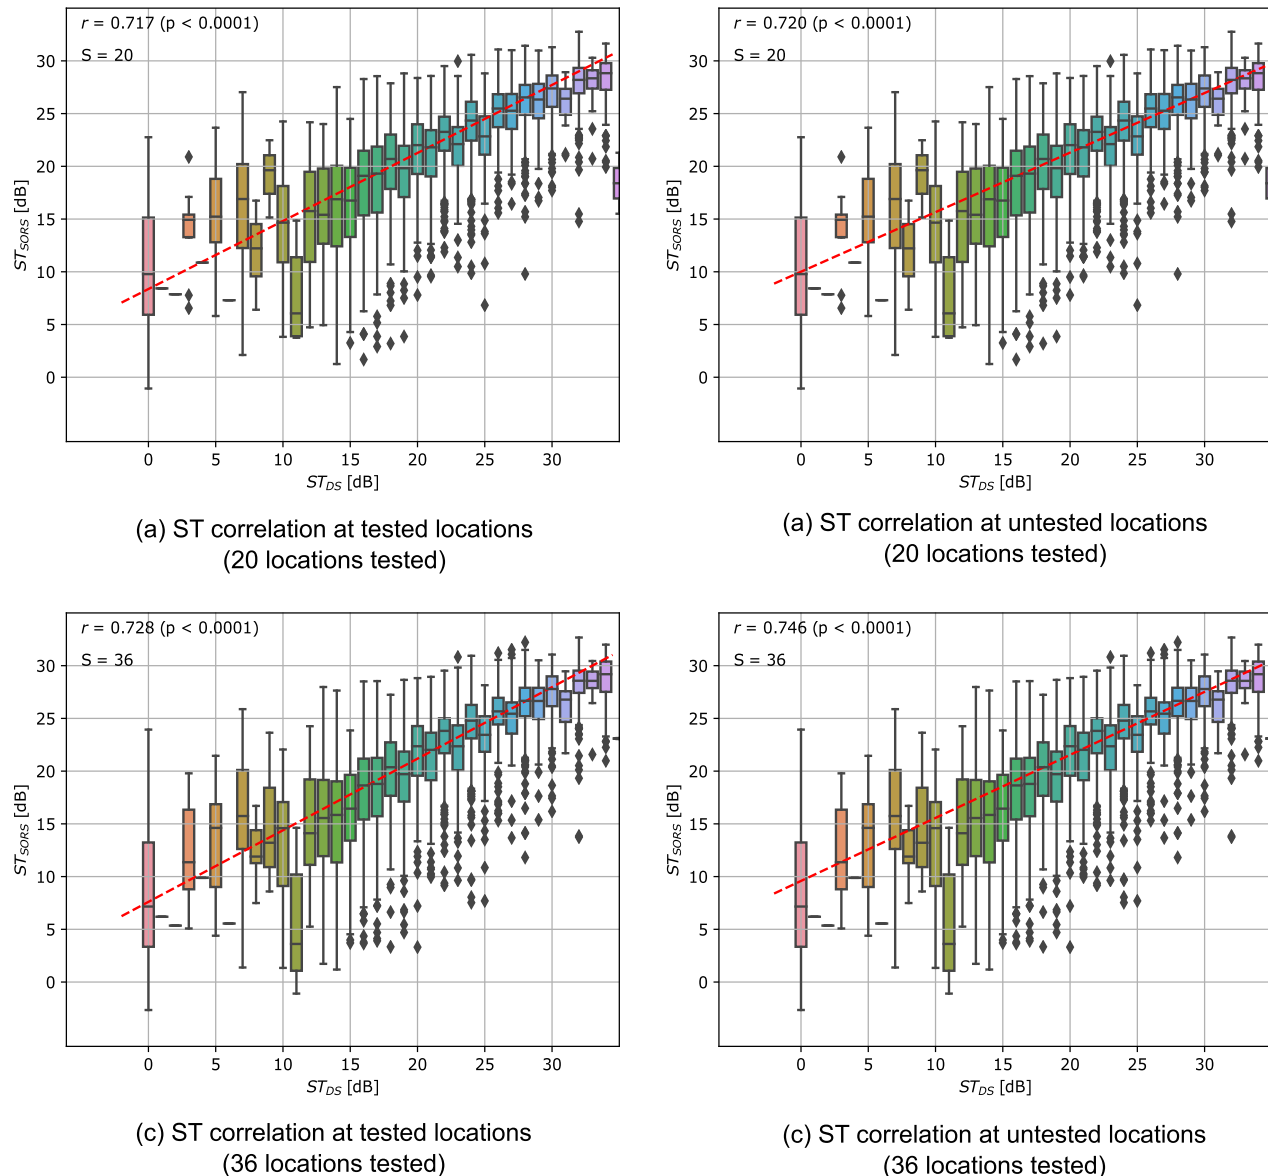 r = 0.717 (p < 0.0001)
S = 20
30
25
20
15
10
5
0
ST_SORS [dB]
0 5 10 15 20 25 30
ST_DS [dB]
(a) ST correlation at tested locations
(20 locations tested)
r = 0.720 (p < 0.0001)
S = 20
30
25
20
15
10
5
0
ST_SORS [dB]
0 5 10 15 20 25 30
ST_DS [dB]
(a) ST correlation at untested locations
(20 locations tested)
r = 0.728 (p < 0.0001)
S = 36
30
25
20
15
10
5
0
ST_SORS [dB]
0 5 10 15 20 25 30
ST_DS [dB]
(c) ST correlation at tested locations
(36 locations tested)
r = 0.746 (p < 0.0001)
S = 36
30
25
20
15
10
5
0
ST_SORS [dB]
0 5 10 15 20 25 30
ST_DS [dB]
(c) ST correlation at untested locations
(36 locations tested)